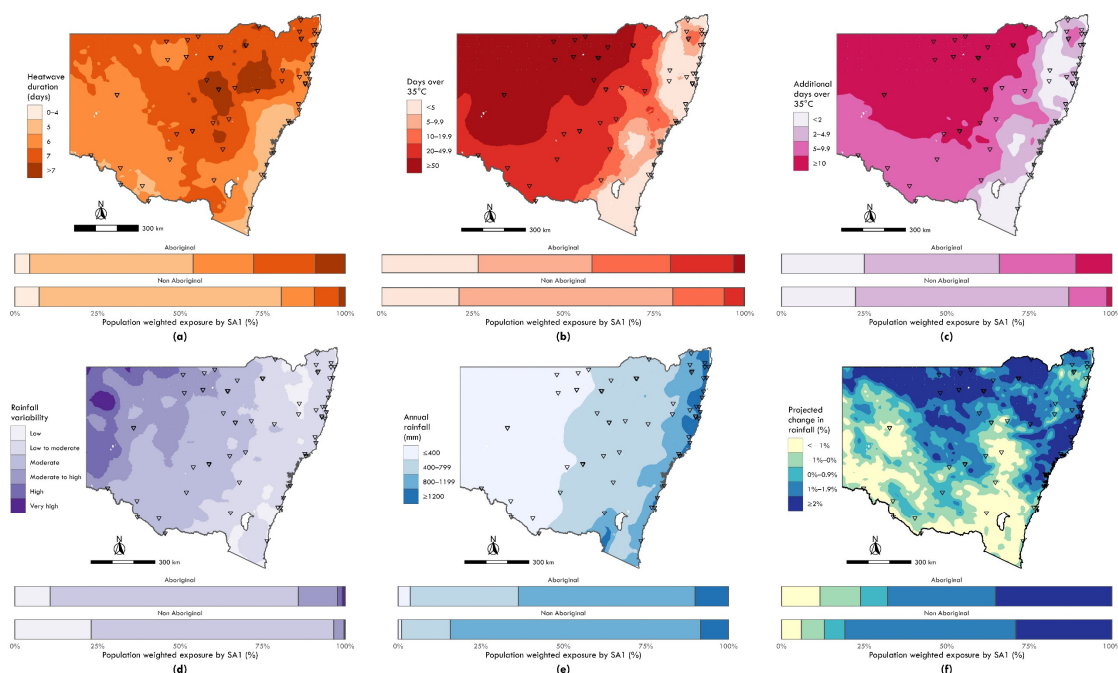 Heatwave
duration
(days)
0–4
5
6
7
>7
N
300 km
Aboriginal
Non Aboriginal
0%
25%
50%
75%
100%
Population weighted exposure by SA1 (%)
(a)
Days over
35°C
<5
5–9.9
10–19.9
20–49.9
≥50
N
300 km
Aboriginal
Non Aboriginal
0%
25%
50%
75%
100%
Population weighted exposure by SA1 (%)
(b)
Additional
days over
35°C
<2
2–4.9
5–9.9
≥10
N
300 km
Aboriginal
Non Aboriginal
0%
25%
50%
75%
100%
Population weighted exposure by SA1 (%)
(c)
Rainfall
variability
Low
Low to moderate
Moderate
Moderate to high
High
Very high
N
300 km
Aboriginal
Non Aboriginal
0%
25%
50%
75%
100%
Population weighted exposure by SA1 (%)
(d)
Annual
rainfall
(mm)
≤400
400–799
800–1199
≥1200
N
300 km
Aboriginal
Non Aboriginal
0%
25%
50%
75%
100%
Population weighted exposure by SA1 (%)
(e)
Projected
change in
rainfall (%)
< −1%
−1%–0%
0%–0.9%
1%–1.9%
≥2%
N
300 km
Aboriginal
Non Aboriginal
0%
25%
50%
75%
100%
Population weighted exposure by SA1 (%)
(f)